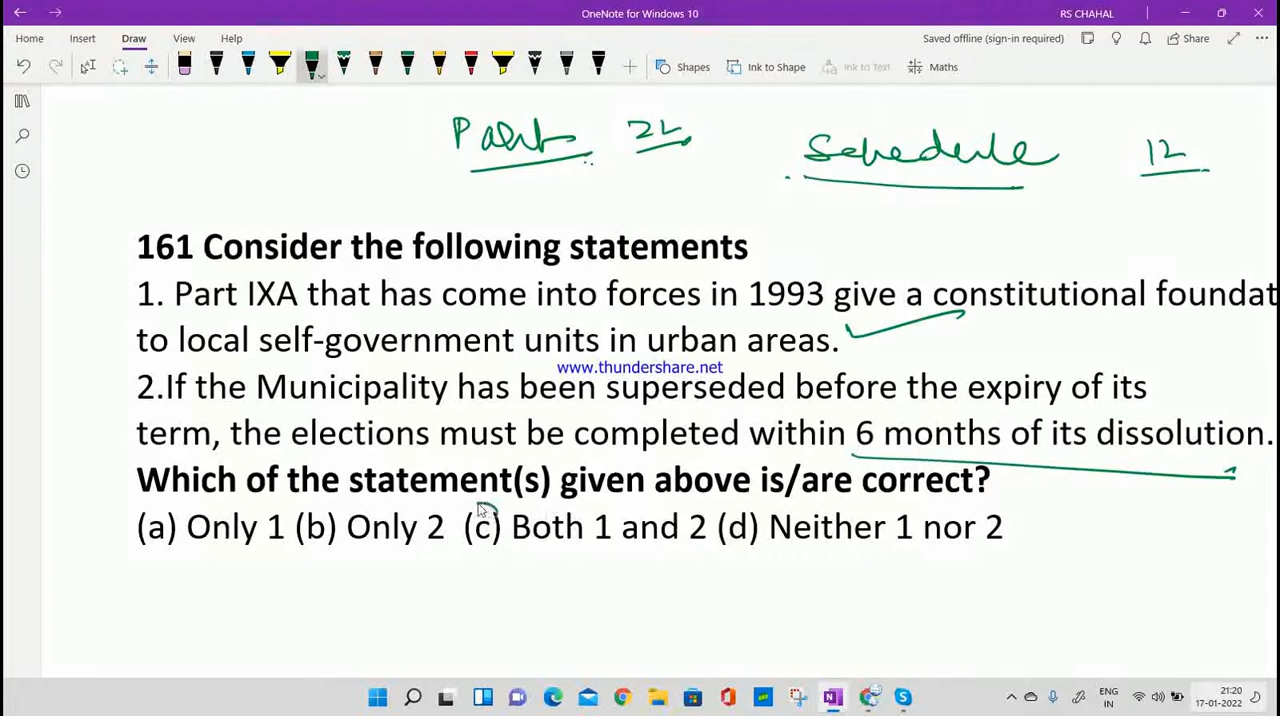 OneNote for Windows 10
RS CHAHAL
Home Insert Draw View Help
Saved offline (sign-in required)
Share
Shapes
Ink to Shape
Ink to Text
Maths
Part 22 Schedule 12
161 Consider the following statements
1. Part IXA that has come into forces in 1993 give a constitutional foundat
to local self-government units in urban areas.
www.thundershare.net
2.If the Municipality has been superseded before the expiry of its
term, the elections must be completed within 6 months of its dissolution.
Which of the statement(s) given above is/are correct?
(a) Only 1 (b) Only 2 (c) Both 1 and 2 (d) Neither 1 nor 2
ENG
IN
21:20
17-01-2022